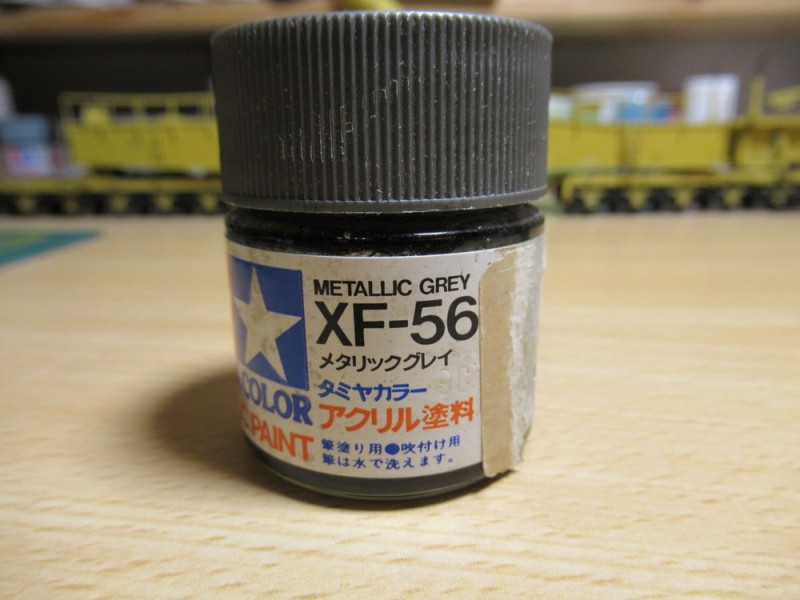 METALLIC GREY
XF-56
メタリックグレイ
COLOR
タミヤカラー
PAINT
アクリル塗料
筆塗り用●吹付け用
筆は水で洗えます。